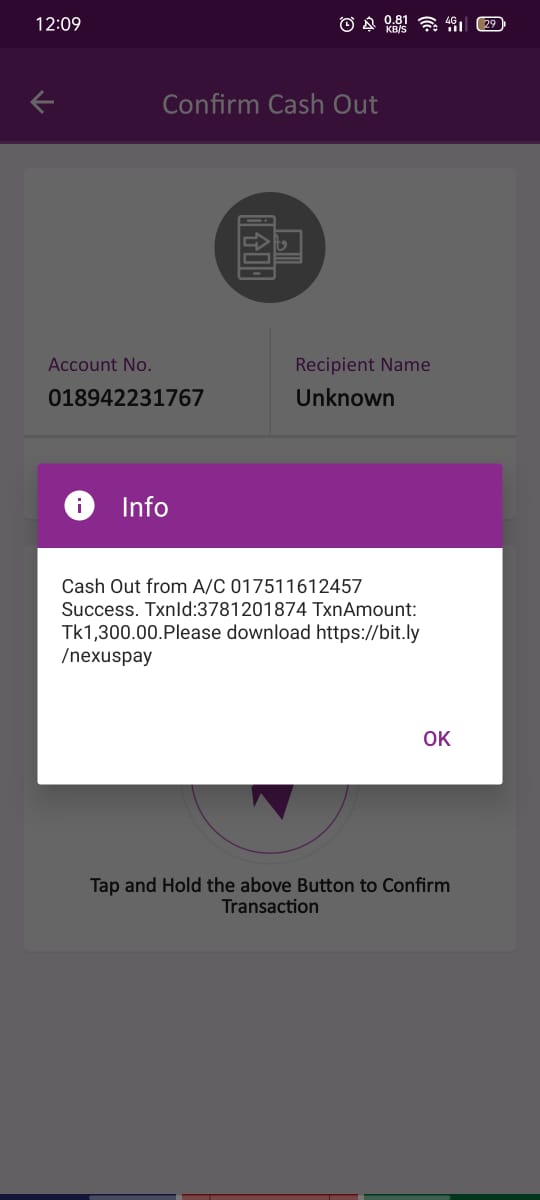 12:09
0.81
KB/S
4G
29
Confirm Cash Out
Account No.
Recipient Name
018942231767
Unknown
Info
Cash Out from A/C 017511612457
Success. TxnId:3781201874 TxnAmount:
Tk1,300.00.Please download https://bit.ly
/nexuspay
OK
Tap and Hold the above Button to Confirm
Transaction